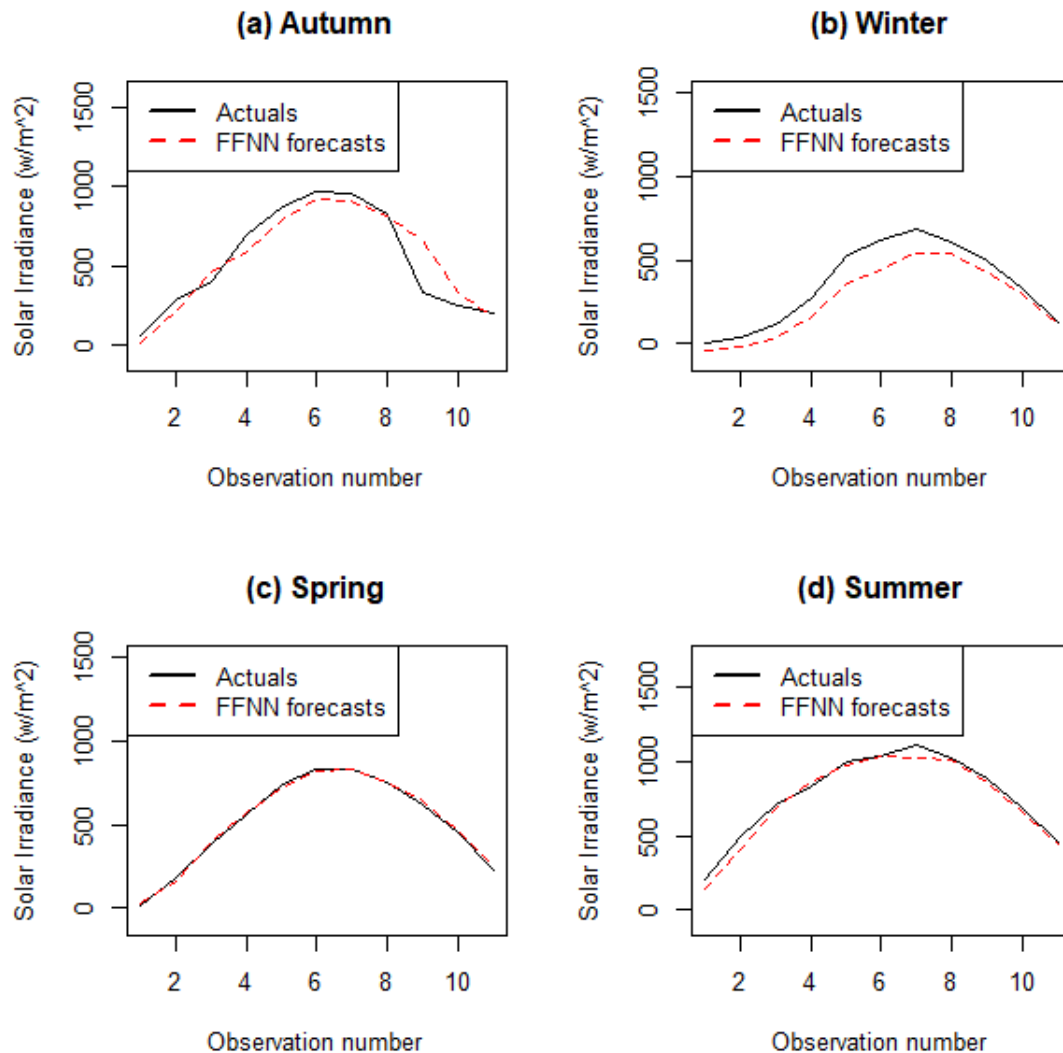 (a) Autumn
Solar Irradiance (w/m^2)
1500
1000
500
0
Actuals
FFNN forecasts
2 4 6 8 10
Observation number
(b) Winter
Solar Irradiance (w/m^2)
1500
1000
500
0
Actuals
FFNN forecasts
2 4 6 8 10
Observation number
(c) Spring
Solar Irradiance (w/m^2)
1500
1000
500
0
Actuals
FFNN forecasts
2 4 6 8 10
Observation number
(d) Summer
Solar Irradiance (w/m^2)
1500
1000
500
0
Actuals
FFNN forecasts
2 4 6 8 10
Observation number